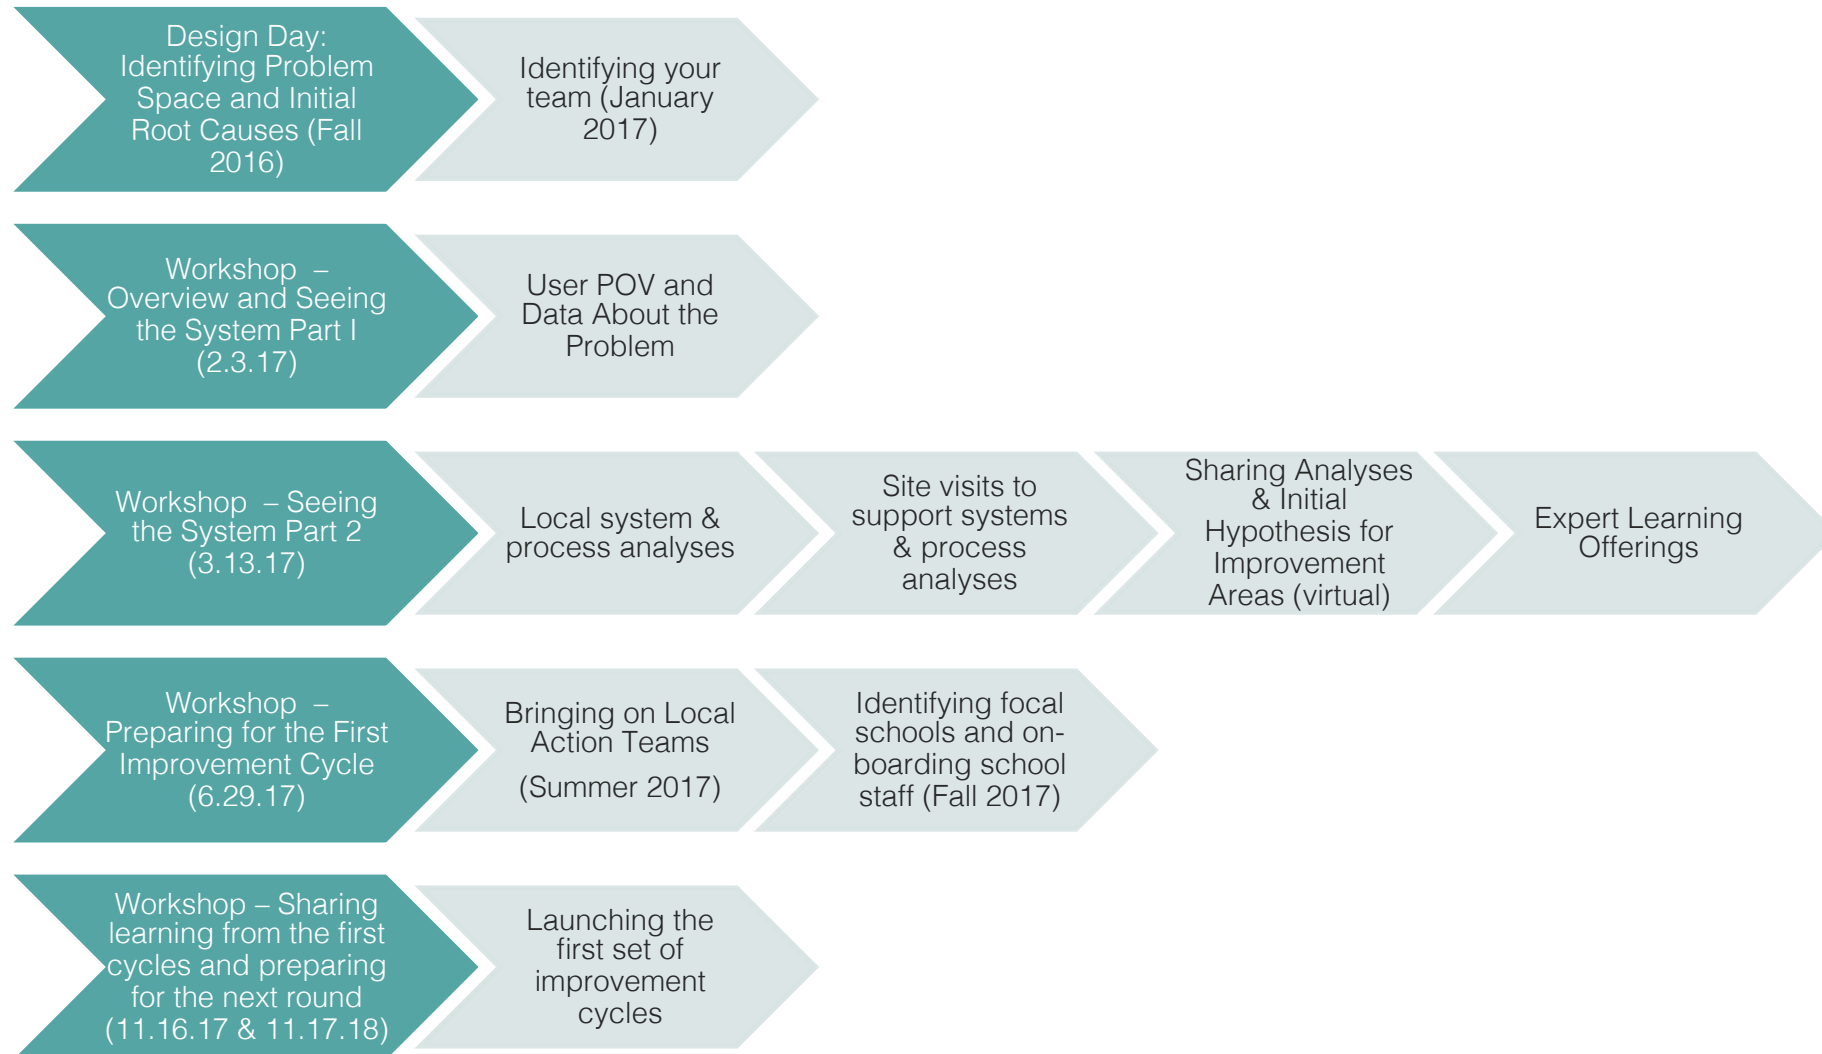 Design Day:
Identifying Problem
Space and Initial
Root Causes (Fall
2016)
Identifying your
team (January
2017)
Workshop – 
Overview and Seeing
the System Part I
(2.3.17)
User POV and
Data About the
Problem
Workshop – Seeing
the System Part 2
(3.13.17)
Local system &
process analyses
Site visits to
support systems
& process
analyses
Sharing Analyses
& Initial
Hypothesis for
Improvement
Areas (virtual)
Expert Learning
Offerings
Workshop –
Preparing for the First
Improvement Cycle
(6.29.17)
Bringing on Local
Action Teams
(Summer 2017)
Identifying focal
schools and on-
boarding school
staff (Fall 2017)
Workshop – Sharing
learning from the first
cycles and preparing
for the next round
(11.16.17 & 11.17.18)
Launching the
first set of
improvement
cycles